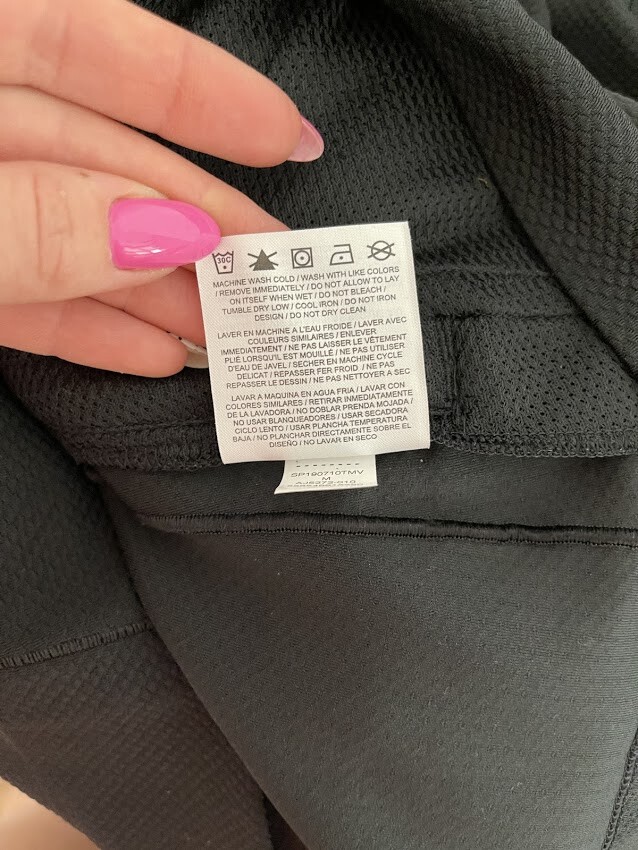 30C
MACHINE WASH COLD / WASH WITH LIKE COLORS
/ REMOVE IMMEDIATELY / DO NOT ALLOW TO LAY
ON ITSELF WHEN WET / DO NOT BLEACH /
TUMBLE DRY LOW / COOL IRON / DO NOT IRON
DESIGN / DO NOT DRY CLEAN
LAVER EN MACHINE A L'EAU FROIDE / LAVER AVEC
COULEURS SIMILAIRES / ENLEVER
IMMEDIATEMENT / NE PAS LAISSER LE VÊTEMENT
PLIÉ LORSQU'IL EST MOUILLÉ / NE PAS UTILISER
D'EAU DE JAVEL / SECHER EN MACHINE CYCLE
DELICAT / REPASSER FER FROID / NE PAS
REPASSER LE DESSIN / NE PAS NETTOYER A SEC
LAVAR A MAQUINA EN AGUA FRIA / LAVAR CON
COLORES SIMILARES / RETIRAR INMEDIATAMENTE
DE LA LAVADORA / NO DOBLAR PRENDA MOJADA /
NO USAR BLANQUEADORES / USAR SECADORA
CICLO LENTO / USAR PLANCHA TEMPERATURA
BAJA / NO PLANCHAR DIRECTAMENTE SOBRE EL
DISEÑO / NO LAVAR EN SECO
SP190710TMV
M